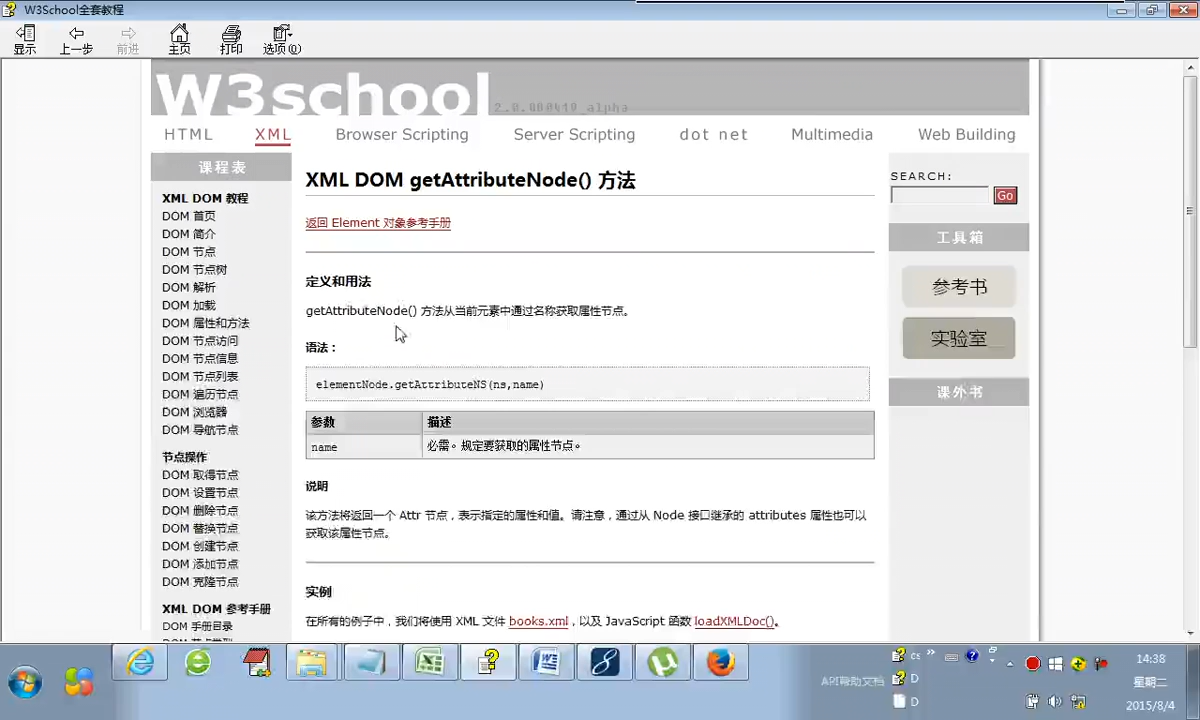 W3School全套教程
显示
上一步
前进
主页
打印
选项(O)
W3school
2.0.000410_alpha
HTML XML Browser Scripting Server Scripting dot net Multimedia Web Building
课程表
XML DOM 教程
DOM 首页
DOM 简介
DOM 节点
DOM 节点树
DOM 解析
DOM 加载
DOM 属性和方法
DOM 节点访问
DOM 节点信息
DOM 节点列表
DOM 遍历节点
DOM 浏览器
DOM 导航节点
节点操作
DOM 取得节点
DOM 设置节点
DOM 删除节点
DOM 替换节点
DOM 创建节点
DOM 添加节点
DOM 克隆节点
XML DOM 参考手册
DOM 手册目录
XML DOM getAttributeNode() 方法
返回 Element 对象参考手册
定义和用法
getAttributeNode() 方法从当前元素中通过名称获取属性节点。
语法：
elementNode.getAttributeNS(ns,name)
参数 描述
name 必需。规定要获取的属性节点。
说明
该方法将返回一个 Attr 节点，表示指定的属性和值。请注意，通过从 Node 接口继承的 attributes 属性也可以
获取该属性节点。
实例
在所有的例子中，我们将使用 XML 文件 books.xml，以及 JavaScript 函数 loadXMLDoc()。
SEARCH:
Go
工具箱
参考书
实验室
课外书
API帮助文档
cs
D
D
14:38
星期二
2015/8/4